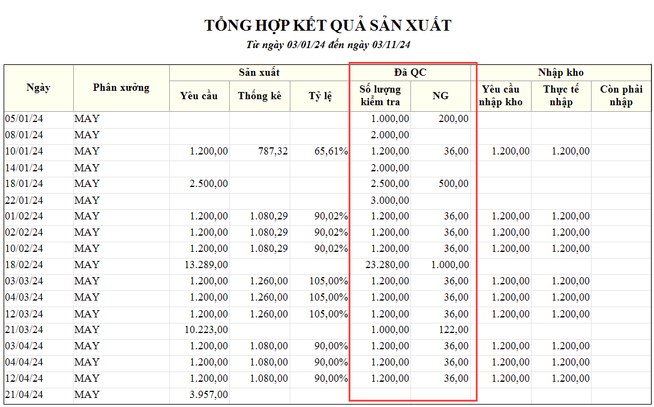 TỔNG HỢP KẾT QUẢ SẢN XUẤT
Từ ngày 03/01/24 đến ngày 03/11/24
Ngày Phân xưởng Sản xuất Đã QC Nhập kho
Yêu cầu Thống kê Tỷ lệ Số lượng kiểm tra NG Yêu cầu nhập kho Thực tế nhập Còn phải nhập
05/01/24 MAY 1.000,00 200,00
08/01/24 MAY 2.000,00
10/01/24 MAY 1.200,00 787,32 65,61% 1.200,00 36,00 1.200,00 1.200,00
14/01/24 MAY 2.000,00
18/01/24 MAY 2.500,00 2.500,00 500,00
22/01/24 MAY 3.000,00
01/02/24 MAY 1.200,00 1.080,29 90,02% 1.200,00 36,00 1.200,00 1.200,00
02/02/24 MAY 1.200,00 1.080,29 90,02% 1.200,00 36,00 1.200,00 1.200,00
10/02/24 MAY 1.200,00 1.080,29 90,02% 1.200,00 36,00 1.200,00 1.200,00
18/02/24 MAY 13.289,00 23.280,00 1.000,00
03/03/24 MAY 1.200,00 1.260,00 105,00% 1.200,00 36,00 1.200,00 1.200,00
04/03/24 MAY 1.200,00 1.260,00 105,00% 1.200,00 36,00 1.200,00 1.200,00
12/03/24 MAY 1.200,00 1.260,00 105,00% 1.200,00 36,00 1.200,00 1.200,00
21/03/24 MAY 10.223,00 1.000,00 122,00
03/04/24 MAY 1.200,00 1.080,00 90,00% 1.200,00 36,00 1.200,00 1.200,00
04/04/24 MAY 1.200,00 1.080,00 90,00% 1.200,00 36,00 1.200,00 1.200,00
12/04/24 MAY 1.200,00 1.080,00 90,00% 1.200,00 36,00 1.200,00 1.200,00
21/04/24 MAY 3.957,00